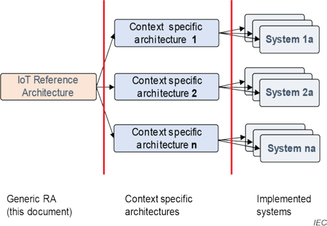 Context specific
architecture 1
System 1a
IoT Reference
Architecture
Context specific
architecture 2
System 2a
Context specific
architecture n
System na
Generic RA
(this document)
Context specific
architectures
Implemented
systems
IEC